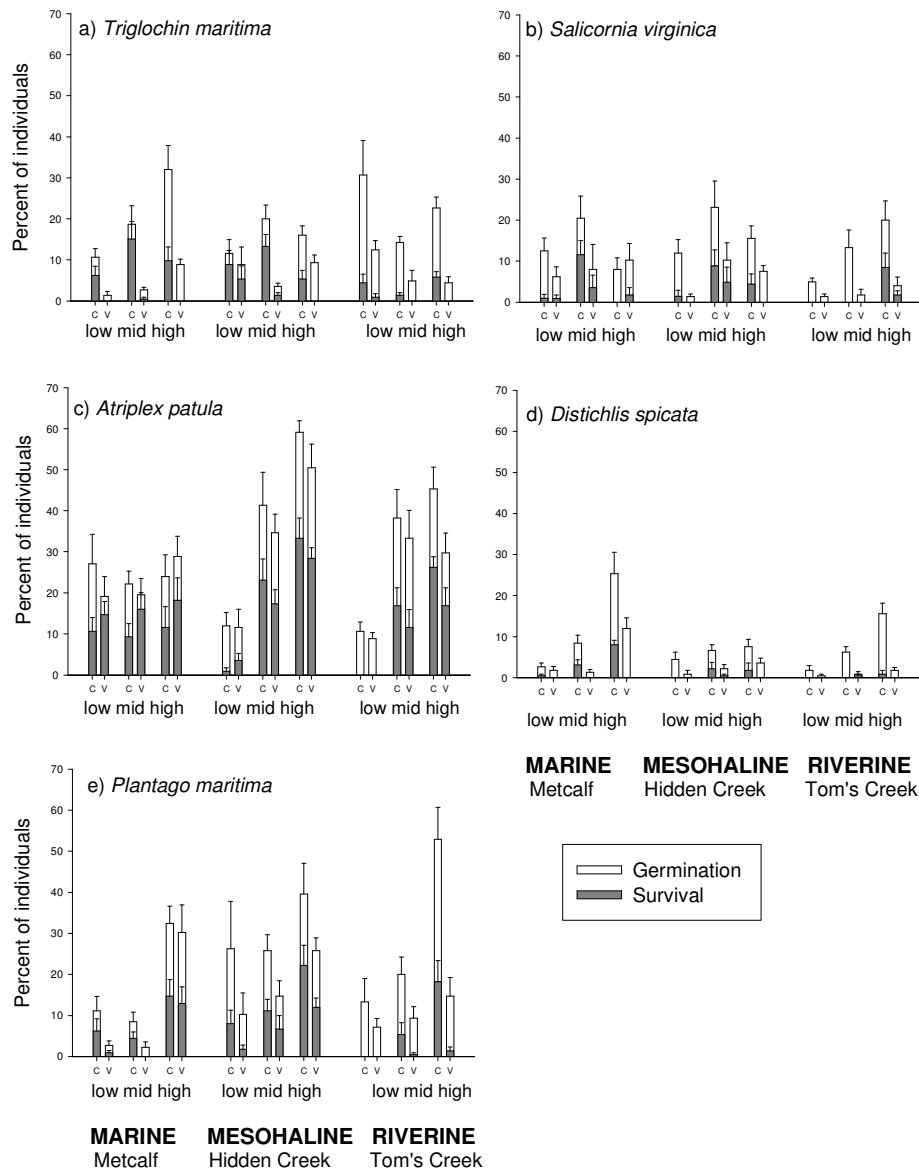 a) Triglochin maritima
Percent of individuals
70
60
50
40
30
20
10
0
C V C V C V C V C V C V C V C V C V
low mid high low mid high low mid high
b) Salicornia virginica
70
60
50
40
30
20
10
0
C V C V C V C V C V C V C V C V C V
low mid high low mid high low mid high
c) Atriplex patula
Percent of individuals
70
60
50
40
30
20
10
0
C V C V C V C V C V C V C V C V C V
low mid high low mid high low mid high
d) Distichlis spicata
70
60
50
40
30
20
10
0
C V C V C V C V C V C V C V C V C V
low mid high low mid high low mid high
MARINE MESOHALINE RIVERINE
Metcalf Hidden Creek Tom's Creek
Germination
Survival
e) Plantago maritima
Percent of individuals
70
60
50
40
30
20
10
0
C V C V C V C V C V C V C V C V C V
low mid high low mid high low mid high
MARINE MESOHALINE RIVERINE
Metcalf Hidden Creek Tom's Creek